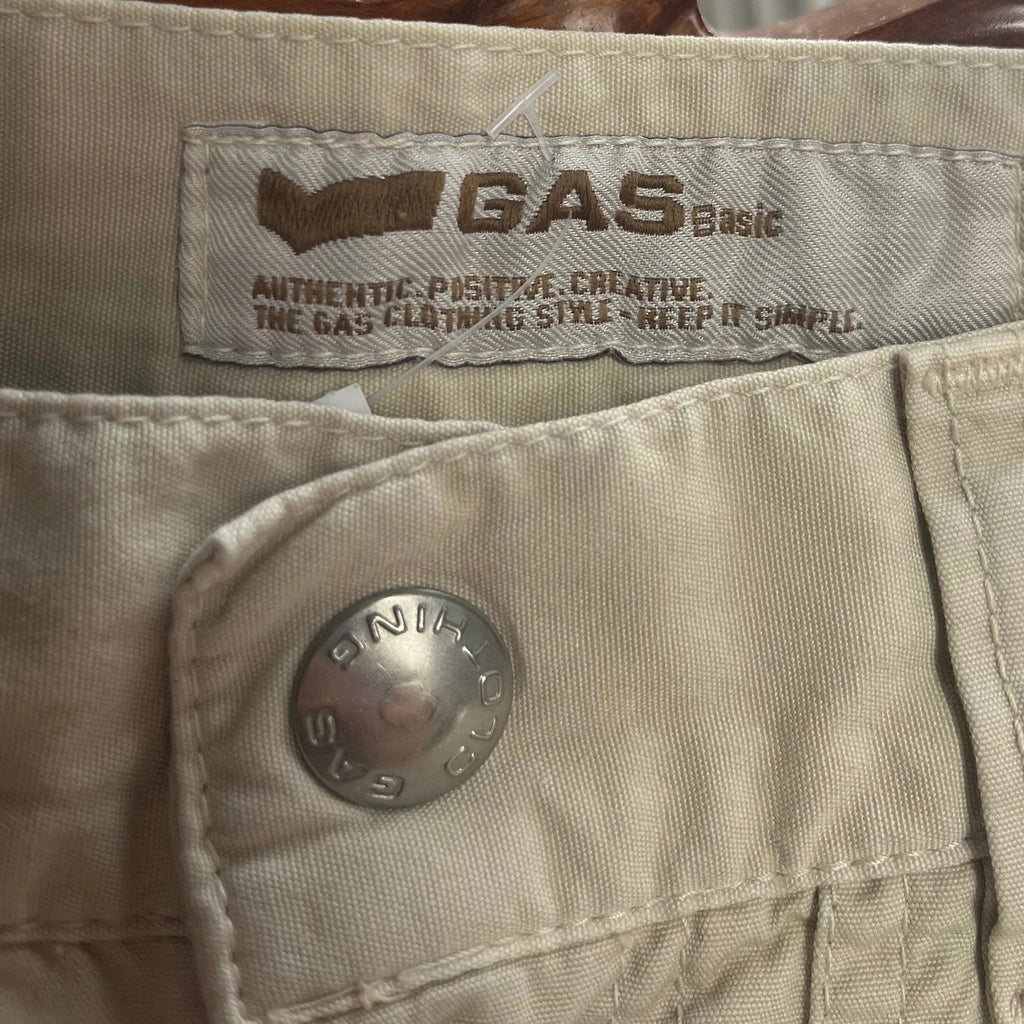 GAS Basic
AUTHENTIC.POSITIVE.CREATIVE.
THE GAS CLOTHING STYLE-KEEP IT SIMPLE.
GAS CLOTHING